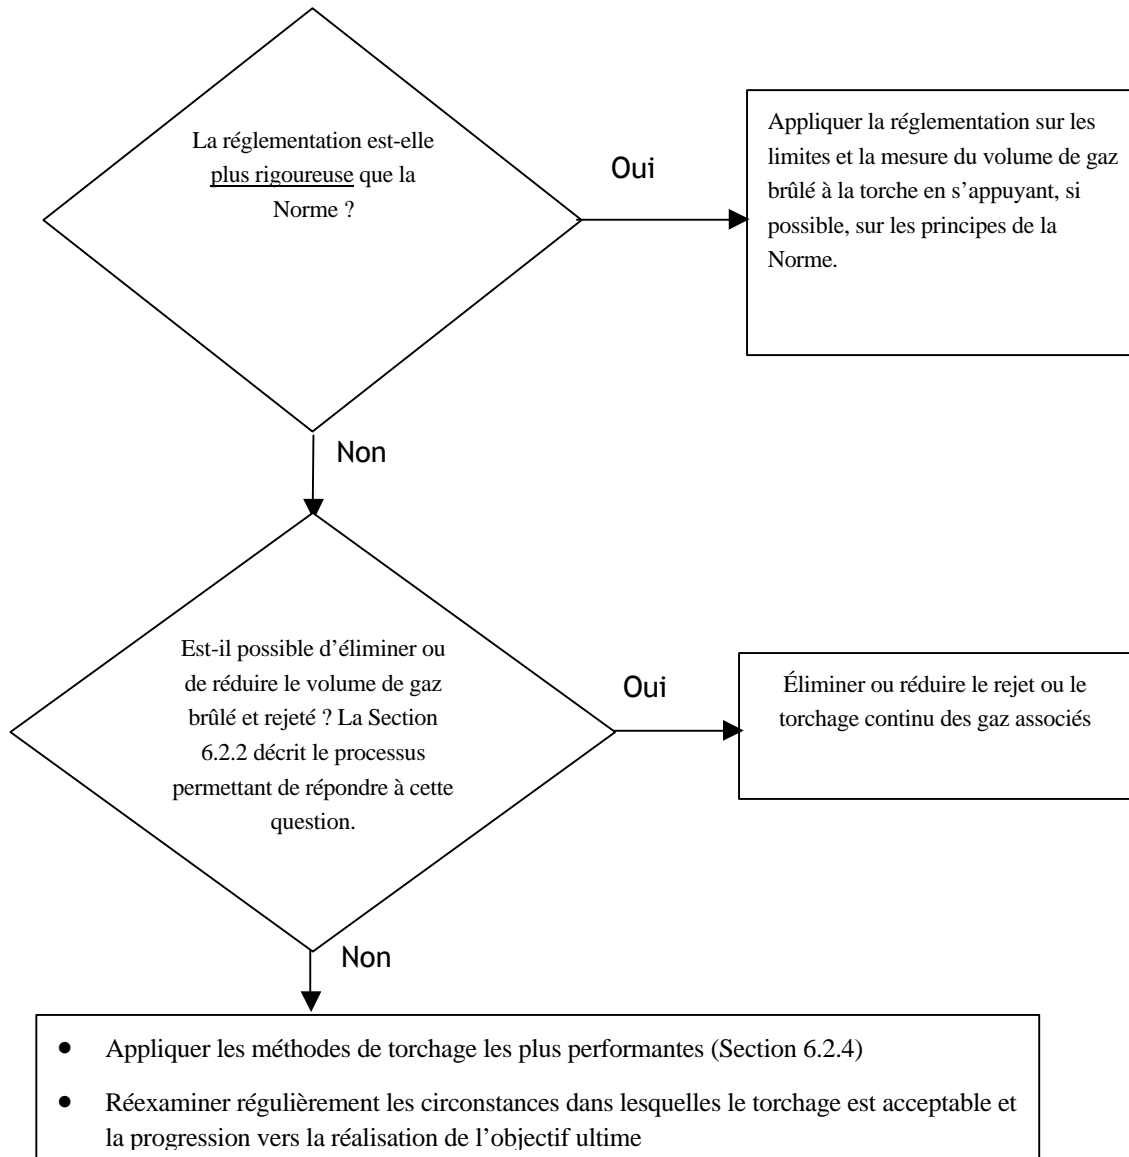 La réglementation est-elle
plus rigoureuse que la
Norme ?
Oui
Appliquer la réglementation sur les
limites et la mesure du volume de gaz
brûlé à la torche en s’appuyant, si
possible, sur les principes de la
Norme.
Non
Est-il possible d’éliminer ou
de réduire le volume de gaz
brûlé et rejeté ? La Section
6.2.2 décrit le processus
permettant de répondre à cette
question.
Oui
Éliminer ou réduire le rejet ou le
torchage continu des gaz associés
Non
• Appliquer les méthodes de torchage les plus performantes (Section 6.2.4)
• Réexaminer régulièrement les circonstances dans lesquelles le torchage est acceptable et
la progression vers la réalisation de l’objectif ultime